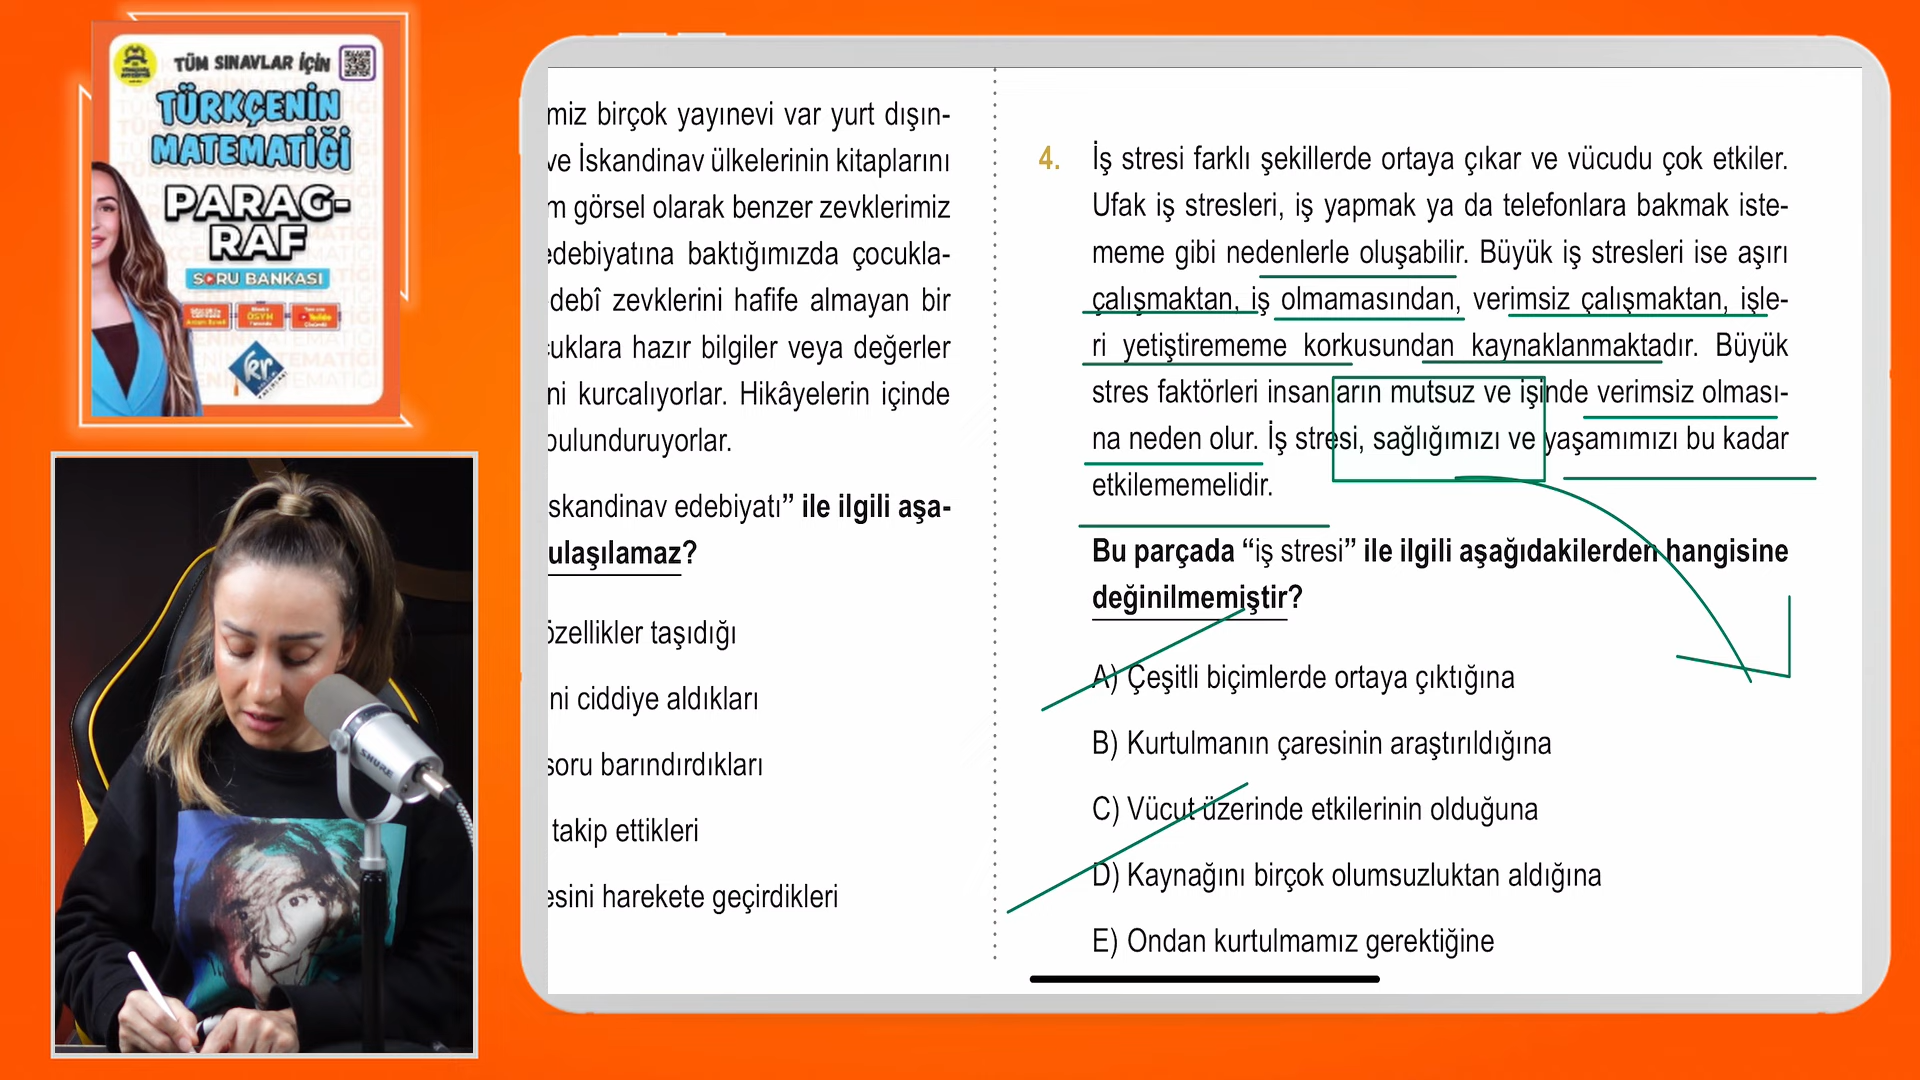 TÜM SINAVLAR İÇİN
TÜRKÇENİN
MATEMATİĞİ
PARAG-
RAF
SORU BANKASI
ÖSYM
YouTube
kr
SHURE
miz birçok yayınevi var yurt dışın-
ve İskandinav ülkelerinin kitaplarını
m görsel olarak benzer zevklerimiz
edebiyatına baktığımızda çocukla-
debî zevklerini hafife almayan bir
cuklara hazır bilgiler veya değerler
ni kurcalıyorlar. Hikâyelerin içinde
bulunduruyorlar.
skandinav edebiyatı” ile ilgili aşa-
ulaşılamaz?
özellikler taşıdığı
ni ciddiye aldıkları
soru barındırdıkları
takip ettikleri
esini harekete geçirdikleri
4. İş stresi farklı şekillerde ortaya çıkar ve vücudu çok etkiler.
Ufak iş stresleri, iş yapmak ya da telefonlara bakmak iste-
meme gibi nedenlerle oluşabilir. Büyük iş stresleri ise aşırı
çalışmaktan, iş olmamasından, verimsiz çalışmaktan, işle-
ri yetiştirememe korkusundan kaynaklanmaktadır. Büyük
stres faktörleri insanların mutsuz ve işinde verimsiz olması-
na neden olur. İş stresi, sağlığımızı ve yaşamımızı bu kadar
etkilememelidir.
Bu parçada “iş stresi” ile ilgili aşağıdakilerden hangisine
değinilmemiştir?
A) Çeşitli biçimlerde ortaya çıktığına
B) Kurtulmanın çaresinin araştırıldığına
C) Vücut üzerinde etkilerinin olduğuna
D) Kaynağını birçok olumsuzluktan aldığına
E) Ondan kurtulmamız gerektiğine